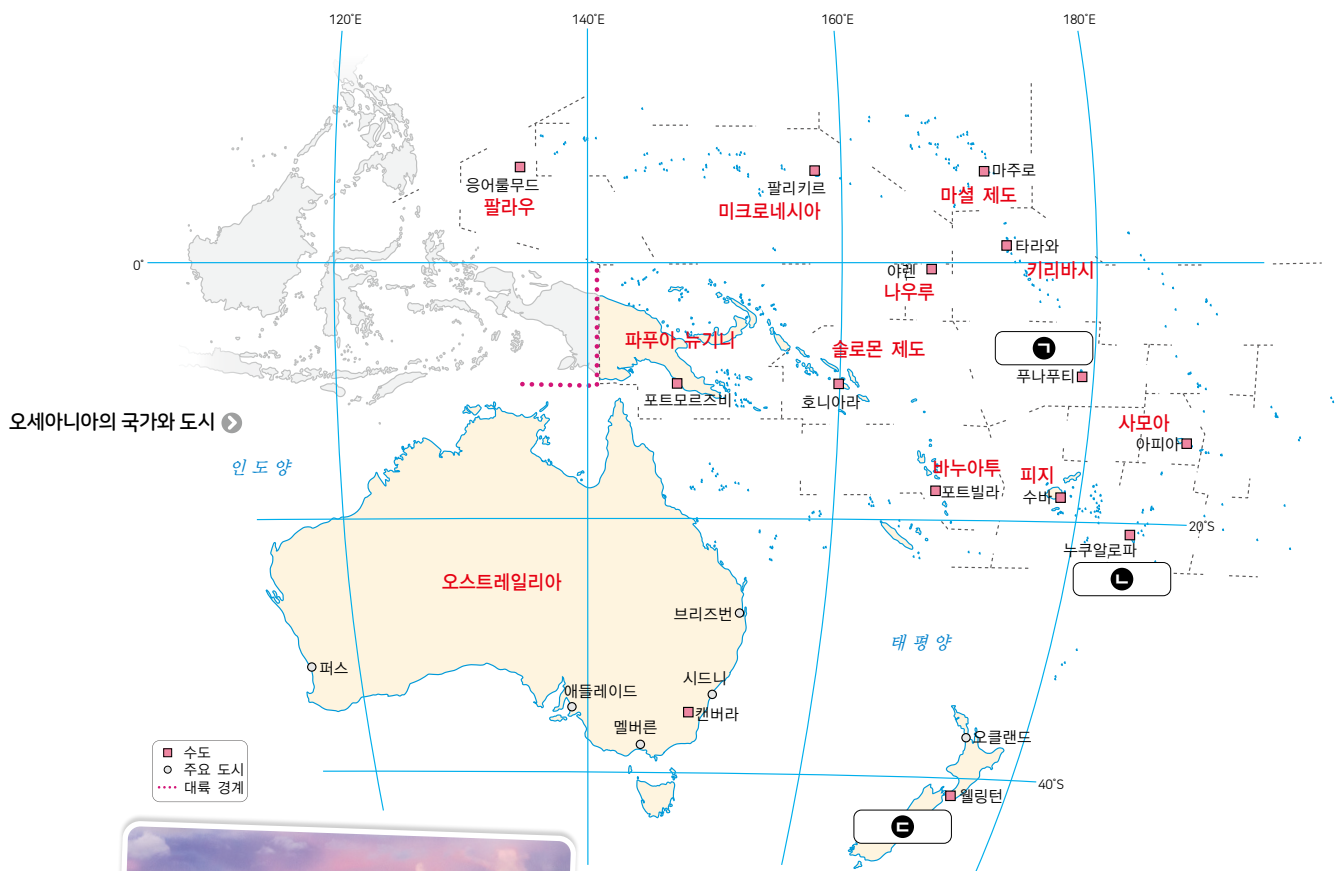 120°E
140°E
160°E
180°E
응어룰무드
팔라우
팔리키르
미크로네시아
마주로
마셜 제도
타라와
키리바시
0°
야렌
나우루
파푸아 뉴기니
솔로몬 제도
ㄱ
푸나푸티
포트모르즈비
호니아라
오세아니아의 국가와 도시
사모아
아피아
인도양
바누아투
포트빌라
피지
수바
20°S
누쿠알로파
ㄴ
오스트레일리아
브리즈번
태평양
퍼스
시드니
애들레이드
캔버라
멜버른
오클랜드
수도
주요 도시
대륙 경계
40°S
웰링턴
ㄷ